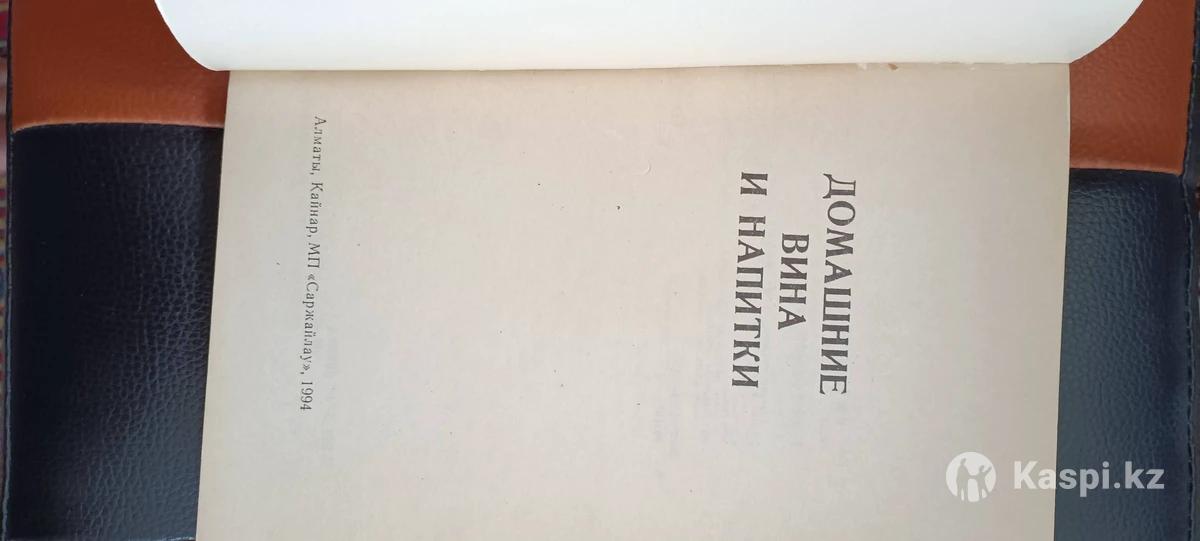 ДОМАШНИЕ
ВИНА
И НАПИТКИ
Алматы, Кайнар, МП «Саржайлау», 1994
Kaspi.kz